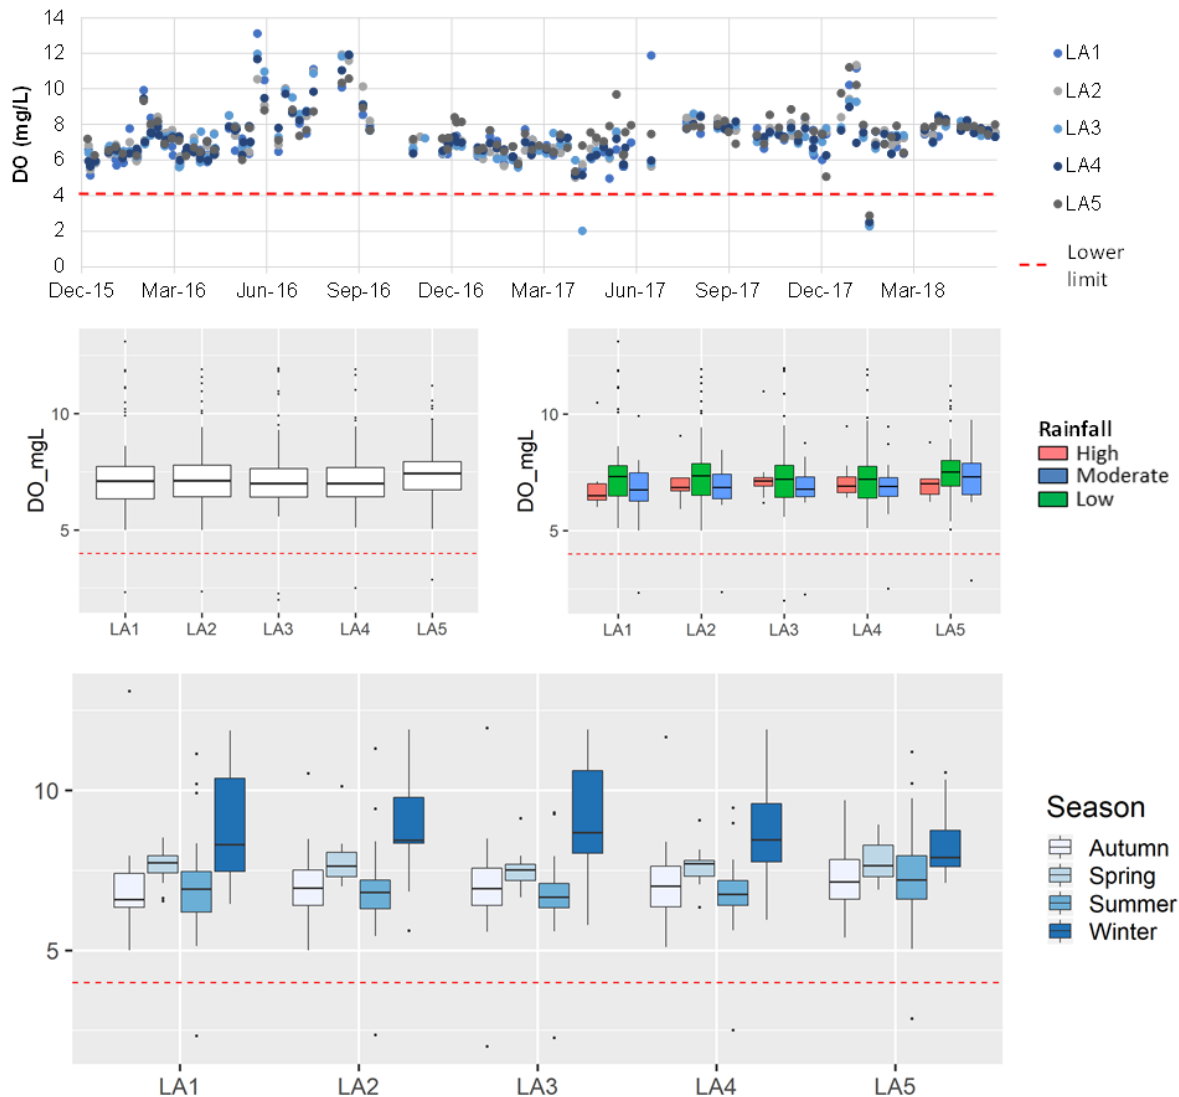 14
12
10
8
6
4
2
0
DO (mg/L)
Dec-15 Mar-16 Jun-16 Sep-16 Dec-16 Mar-17 Jun-17 Sep-17 Dec-17 Mar-18
LA1
LA2
LA3
LA4
LA5
Lower
limit
10
5
DO_mgL
LA1 LA2 LA3 LA4 LA5
10
5
DO_mgL
LA1 LA2 LA3 LA4 LA5
Rainfall
High
Moderate
Low
10
5
LA1 LA2 LA3 LA4 LA5
Season
Autumn
Spring
Summer
Winter